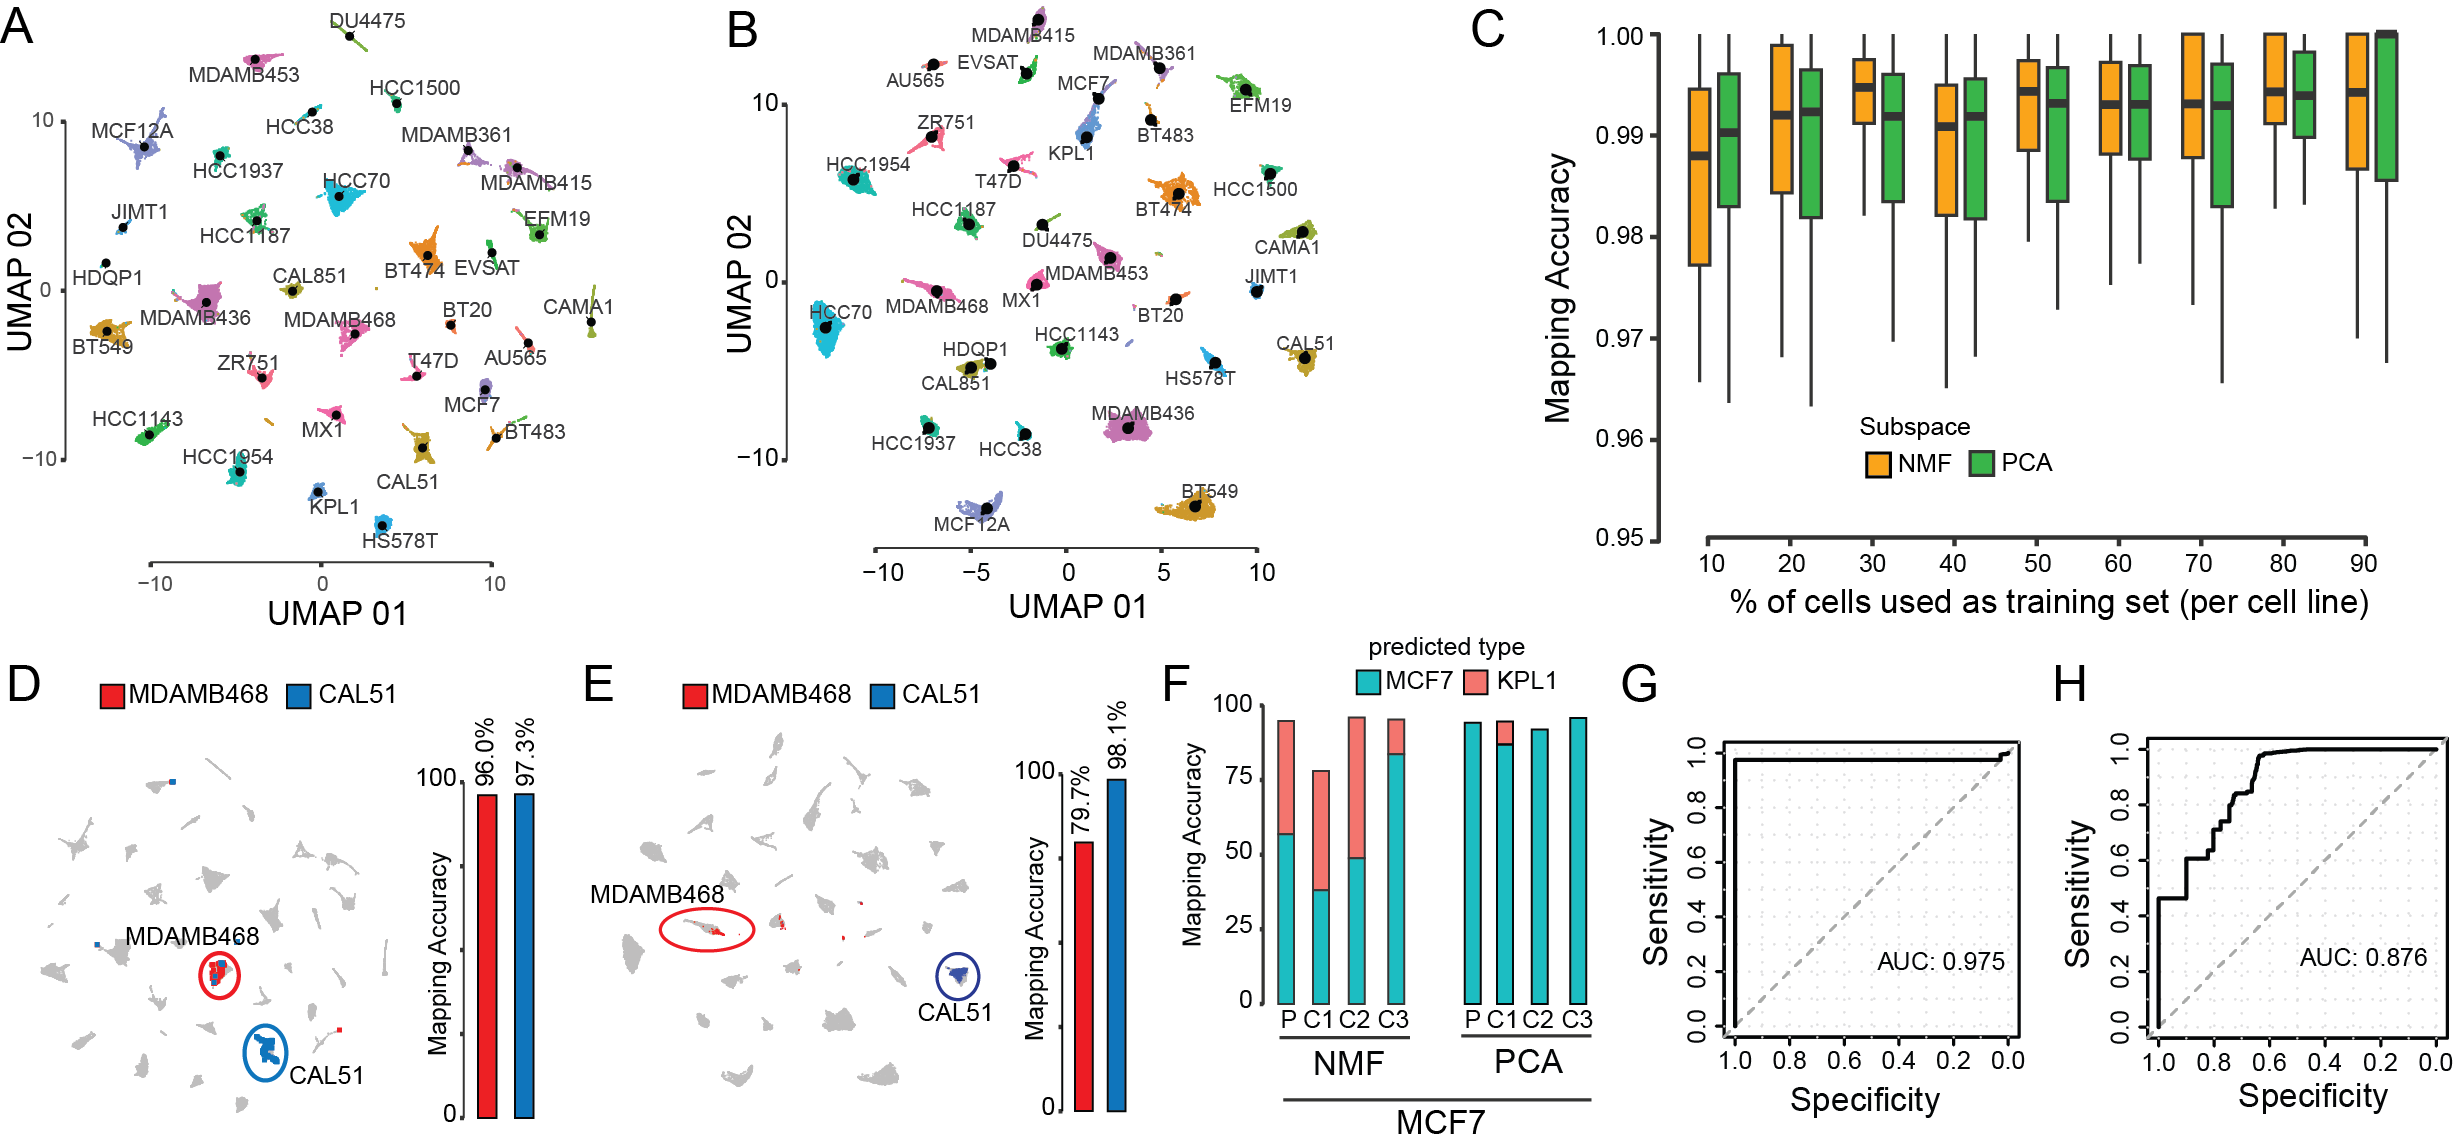 A
DU4475
MDAMB453
HCC1500
HCC38
MCF12A
MDAMB361
HCC1937
HCC70
MDAMB415
JIMT1
HCC1187
EFM19
HDQP1
CAL851
BT474
EVSAT
MDAMB436
MDAMB468
BT20
CAMA1
BT549
ZR751
T47D
AU565
MCF7
HCC1143
MX1
BT483
HCC1954
CAL51
KPL1
HS578T
10
0
−10
UMAP 02
−10
0
10
UMAP 01
B
MDAMB415
AU565
EVSAT
MDAMB361
MCF7
EFM19
ZR751
BT483
KPL1
HCC1954
T47D
HCC1500
HCC1187
BT474
DU4475
CAMA1
MDAMB453
JIMT1
MDAMB468
MX1
BT20
HCC70
HCC1143
HDQP1
CAL51
CAL851
HS578T
MDAMB436
HCC1937
HCC38
BT549
MCF12A
10
0
−10
UMAP 02
−10
−5
0
5
10
UMAP 01
C
1.00
0.99
0.98
0.97
0.96
0.95
Mapping Accuracy
Subspace
NMF
PCA
10
20
30
40
50
60
70
80
90
% of cells used as training set (per cell line)
D
MDAMB468
CAL51
MDAMB468
CAL51
Mapping Accuracy
100
0
96.0%
97.3%
E
MDAMB468
CAL51
MDAMB468
CAL51
Mapping Accuracy
100
0
79.7%
98.1%
F
predicted type
MCF7
KPL1
Mapping Accuracy
100
75
50
25
0
P C1 C2 C3
P C1 C2 C3
NMF
PCA
MCF7
G
Sensitivity
1.0
0.8
0.6
0.4
0.2
0.0
AUC: 0.975
1.0 0.8 0.6 0.4 0.2 0.0
Specificity
H
Sensitivity
1.0
0.8
0.6
0.4
0.2
0.0
AUC: 0.876
1.0 0.8 0.6 0.4 0.2 0.0
Specificity